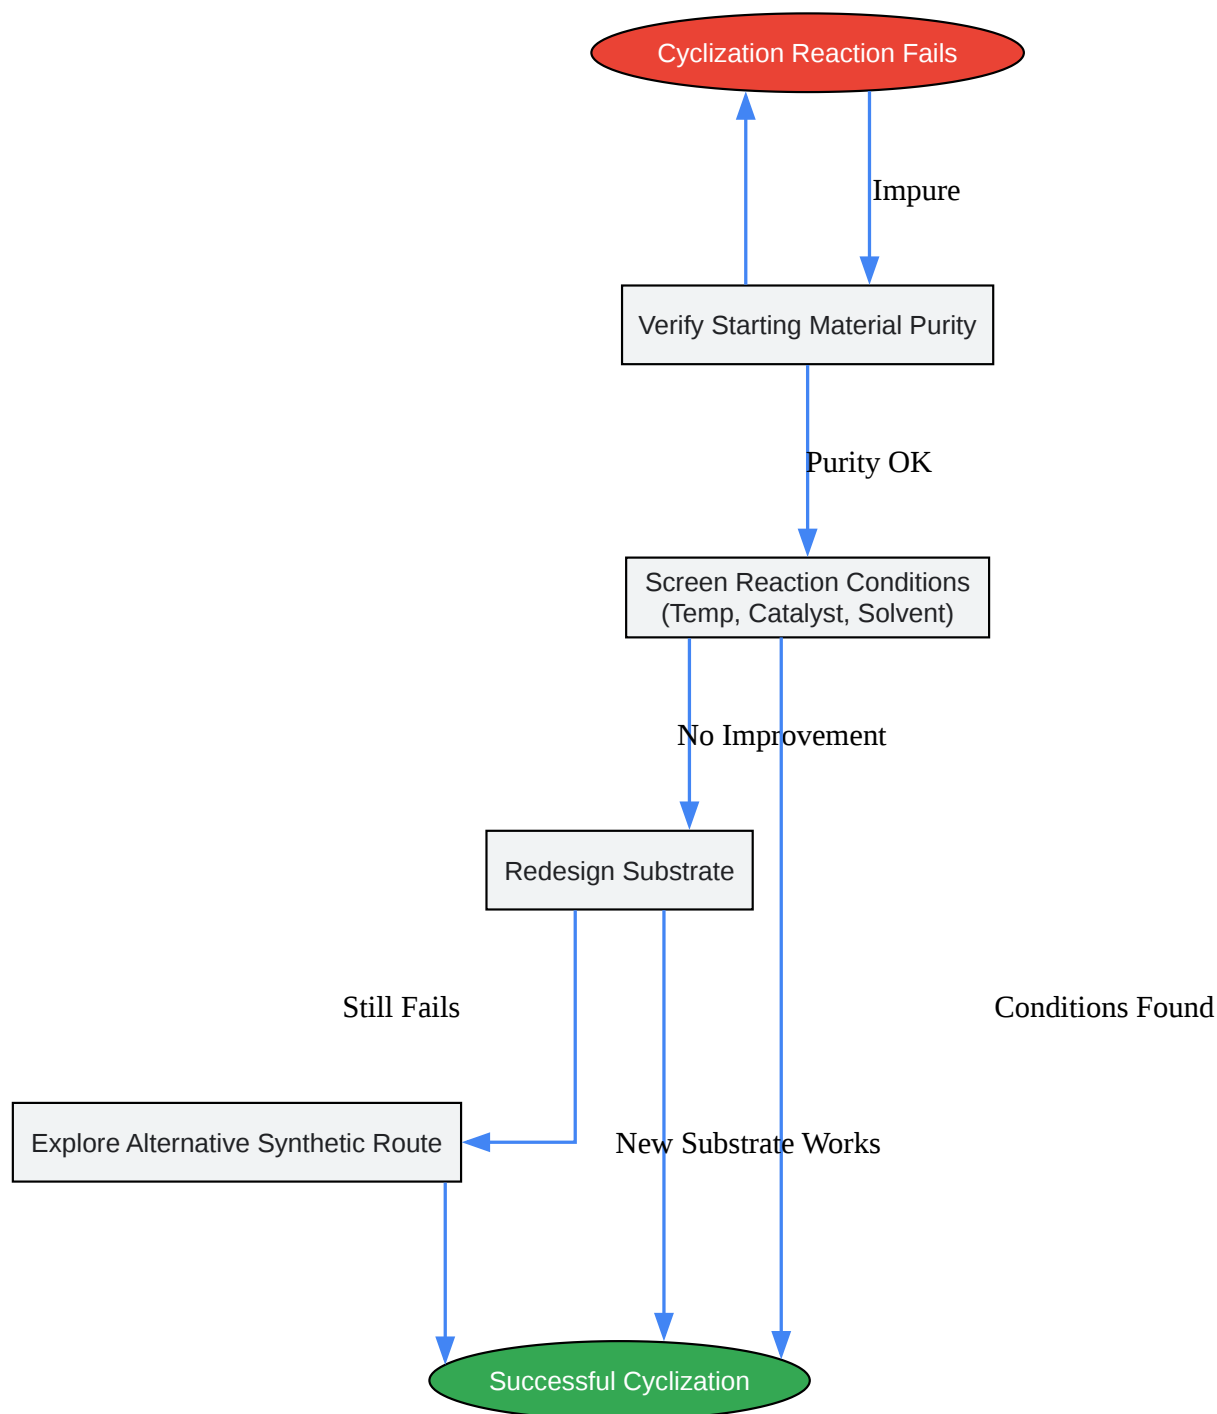 Cyclization Reaction Fails
Impure
Verify Starting Material Purity
Purity OK
Screen Reaction Conditions
(Temp, Catalyst, Solvent)
No Improvement
Redesign Substrate
Still Fails
Conditions Found
Explore Alternative Synthetic Route
New Substrate Works
Successful Cyclization